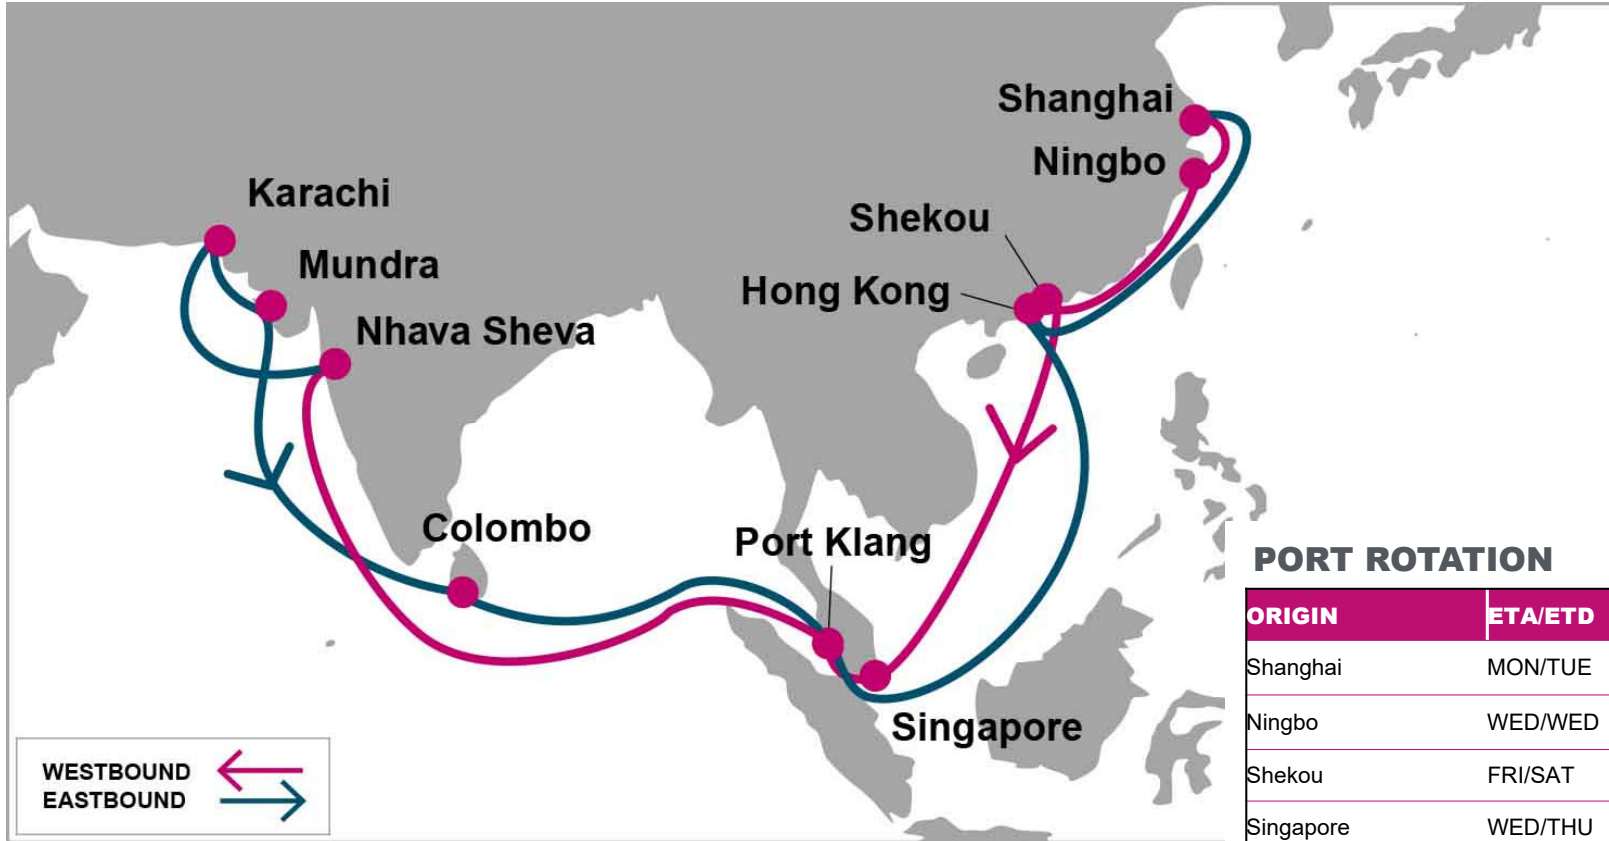 Shanghai
Ningbo
Karachi
Shekou
Mundra
Hong Kong
Nhava Sheva
Colombo
Port Klang
Singapore
WESTBOUND
EASTBOUND
PORT ROTATION
ORIGIN ETA/ETD
Shanghai MON/TUE
Ningbo WED/WED
Shekou FRI/SAT
Singapore WED/THU